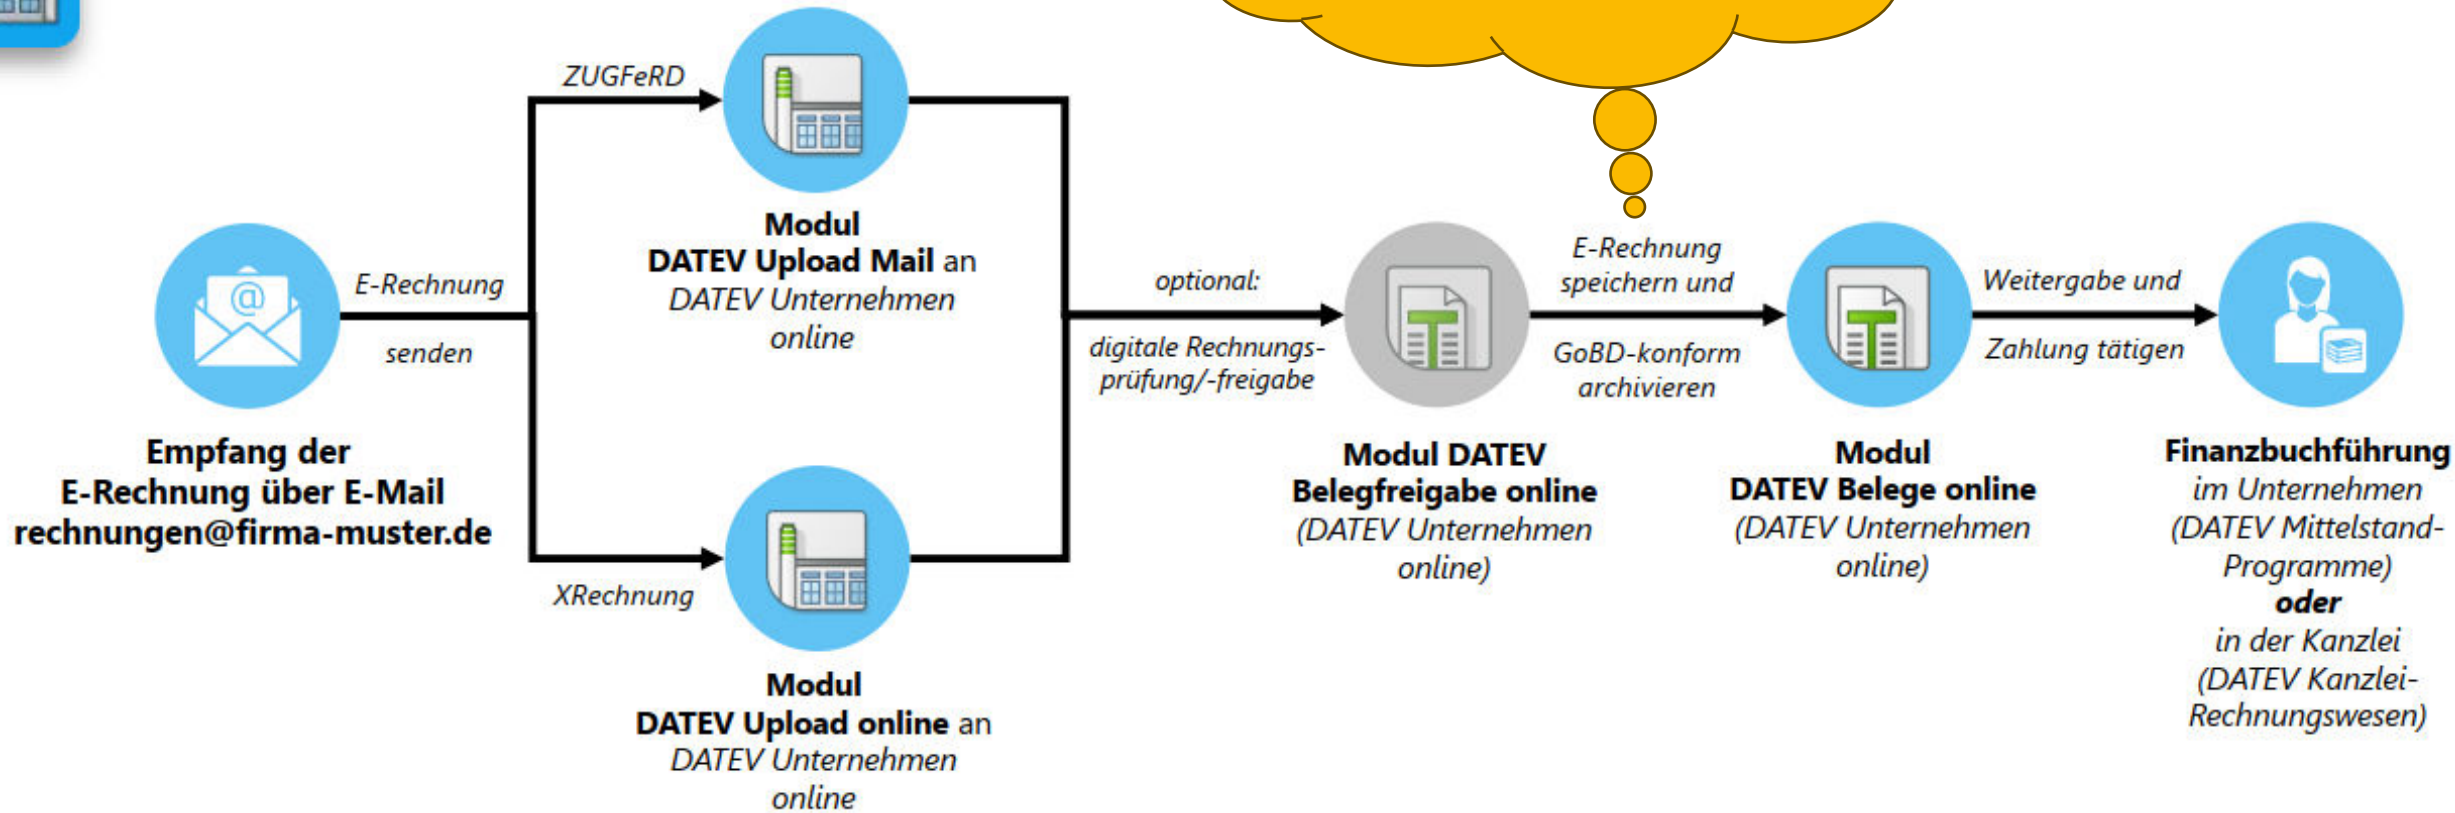 Empfang der
E-Rechnung über E-Mail
rechnungen@firma-muster.de
E-Rechnung
senden
ZUGFeRD
Modul
DATEV Upload Mail an
DATEV Unternehmen
online
XRechnung
Modul
DATEV Upload online an
DATEV Unternehmen
online
optional:
digitale Rechnungs-
prüfung/-freigabe
Modul DATEV
Belegfreigabe online
(DATEV Unternehmen
online)
E-Rechnung
speichern und
GoBD-konform
archivieren
Modul
DATEV Belege online
(DATEV Unternehmen
online)
Weitergabe und
Zahlung tätigen
Finanzbuchführung
im Unternehmen
(DATEV Mittelstand-
Programme)
oder
in der Kanzlei
(DATEV Kanzlei-
Rechnungswesen)